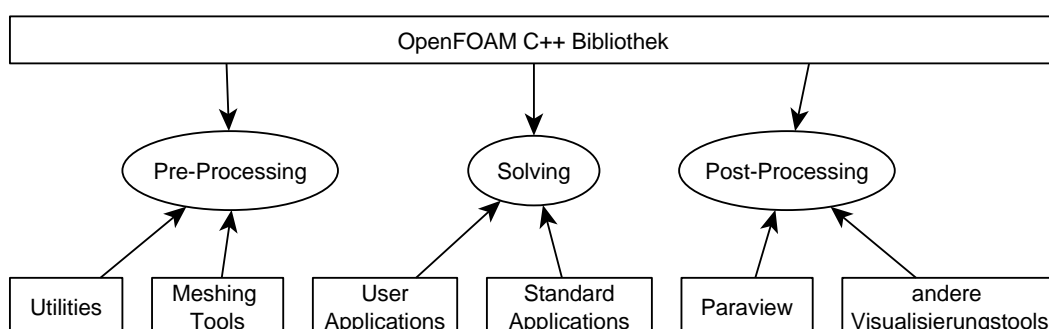 OpenFOAM C++ Bibliothek
Pre-Processing
Solving
Post-Processing
Utilities
Meshing
Tools
User
Applications
Standard
Applications
Paraview
andere
Visualisierungstools